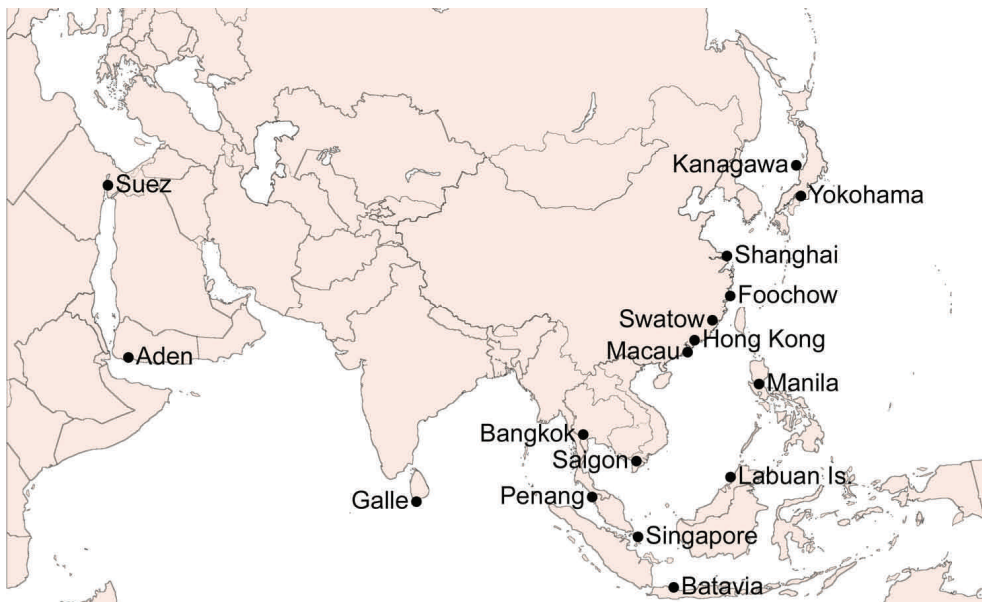 Kanagawa
Suez
Yokohama
Shanghai
Foochow
Swatow
Hong Kong
Macau
Aden
Manila
Bangkok
Saigon
Labuan Is.
Galle
Penang
Singapore
Batavia